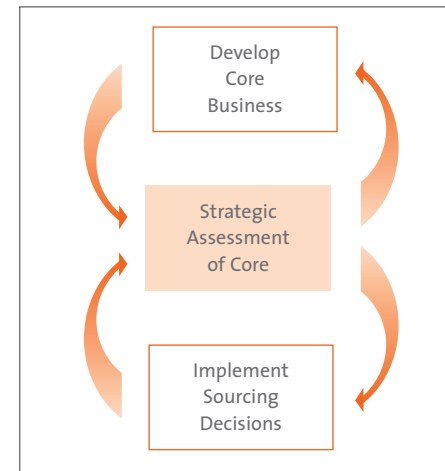 Develop
Core
Business
Strategic
Assessment
of Core
Implement
Sourcing
Decisions